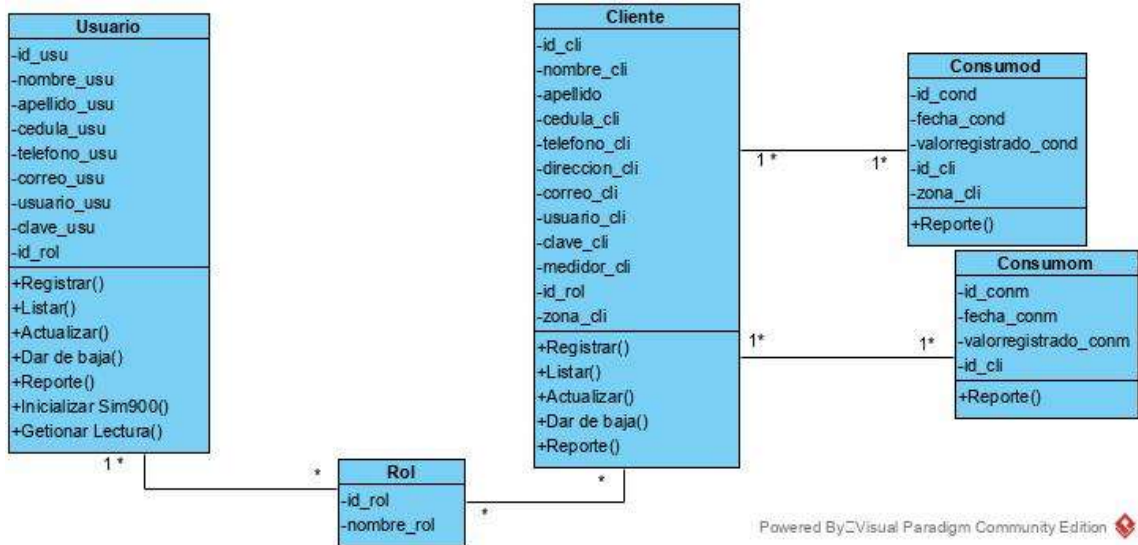 Usuario
-id_usu
-nombre_usu
-apellido_usu
-cedula_usu
-telefono_usu
-correo_usu
-usuario_usu
-clave_usu
-id_rol
+Registrar()
+Listar()
+Actualizar()
+Dar de baja()
+Reporte()
+Inicializar Sim900()
+Getionar Lectura()
1 *
*
Rol
-id_rol
-nombre_rol
*
*
Cliente
-id_cli
-nombre_cli
-apellido
-cedula_cli
-telefono_cli
-direccion_cli
-correo_cli
-usuario_cli
-clave_cli
-medidor_cli
-id_rol
-zona_cli
+Registrar()
+Listar()
+Actualizar()
+Dar de baja()
+Reporte()
1 *
1*
Consumod
-id_cond
-fecha_cond
-valorregistrado_cond
-id_cli
-zona_cli
+Reporte()
1*
1*
Consumom
-id_conm
-fecha_conm
-valorregistrado_conm
-id_cli
+Reporte()
Powered By Visual Paradigm Community Edition